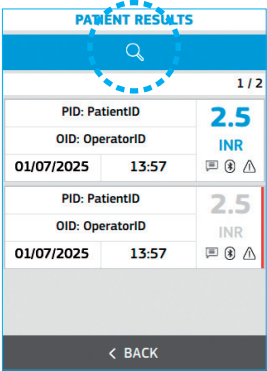 PATIENT RESULTS
1 / 2
PID: PatientID
2.5
OID: OperatorID
INR
01/07/2025 13:57
PID: PatientID
2.5
OID: OperatorID
INR
01/07/2025 13:57
< BACK